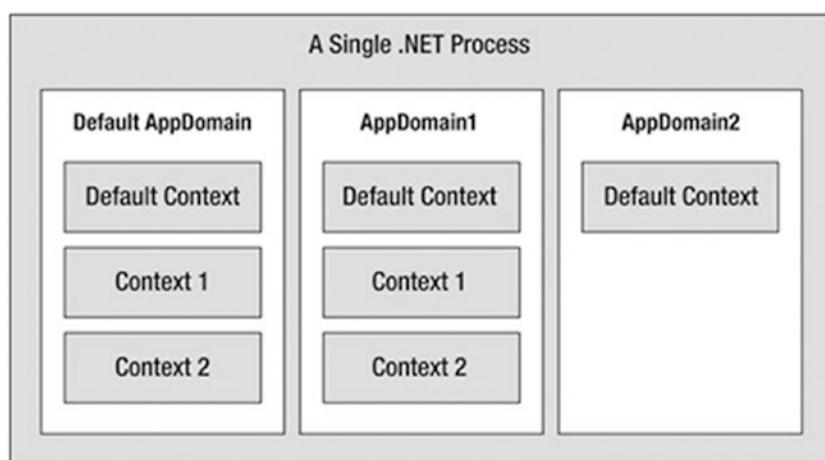 A Single .NET Process
Default AppDomain
Default Context
Context 1
Context 2
AppDomain1
Default Context
Context 1
Context 2
AppDomain2
Default Context